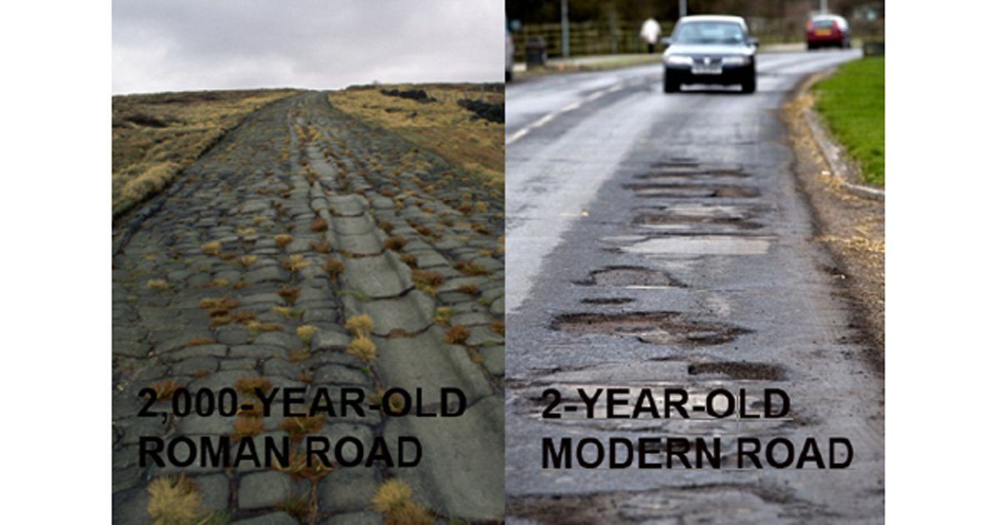 2,000-YEAR-OLD
ROMAN ROAD
2-YEAR-OLD
MODERN ROAD